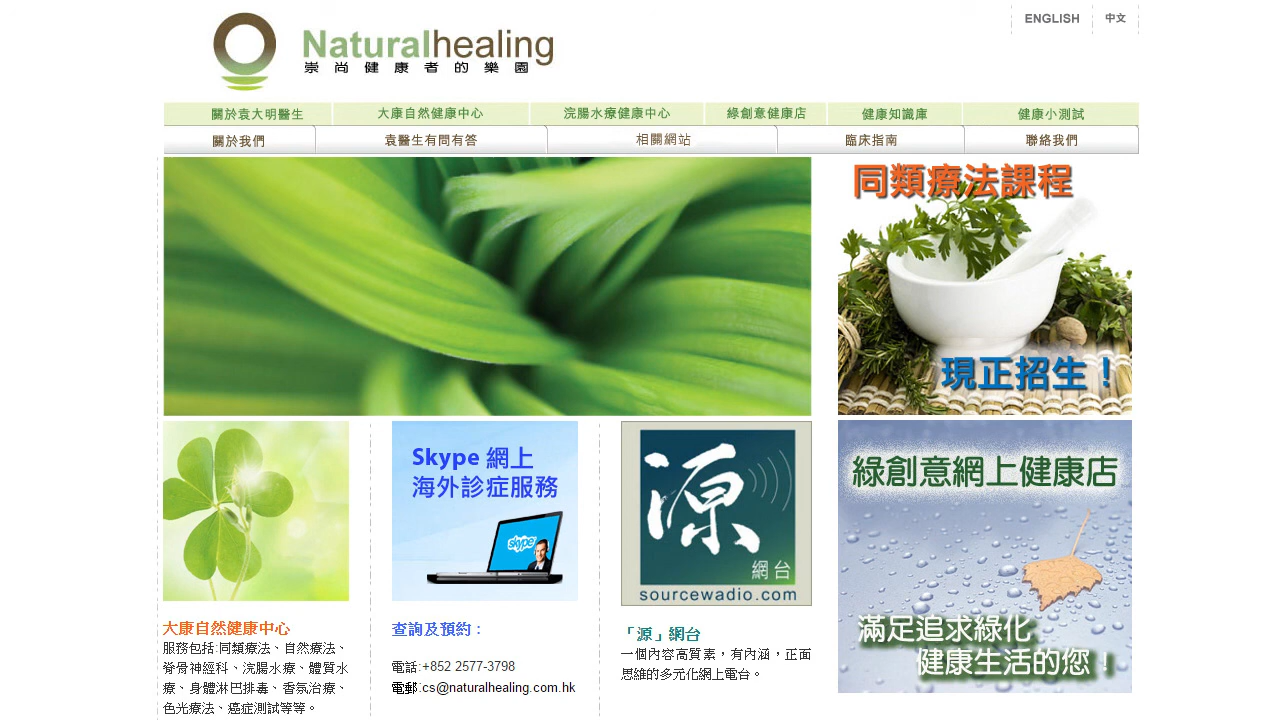 ENGLISH 中文
Naturalhealing
崇尚健康者的樂園
關於袁大明醫生 大康自然健康中心 浣腸水療健康中心 綠創意健康店 健康知識庫 健康小測試
關於我們 袁醫生有問有答 相關網站 臨床指南 聯絡我們
同類療法課程
現正招生！
Skype 網上
海外診症服務
skype
源
網台
sourcewadio.com
綠創意網上健康店
滿足追求綠化
健康生活的您！
大康自然健康中心
服務包括:同類療法、自然療法、
脊骨神經科、浣腸水療、體質水
療、身體淋巴排毒、香氛治療、
色光療法、癌症測試等等。
查詢及預約：
電話:+852 2577-3798
電郵:cs@naturalhealing.com.hk
「源」網台
一個內容高質素，有內涵，正面
思維的多元化網上電台。